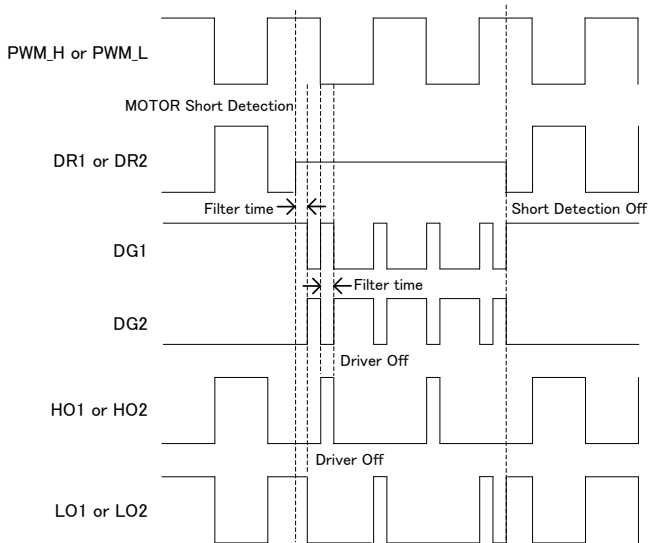 PWM_H or PWM_L
MOTOR Short Detection
DR1 or DR2
Filter time
Short Detection Off
DG1
Filter time
DG2
Driver Off
HO1 or HO2
Driver Off
LO1 or LO2